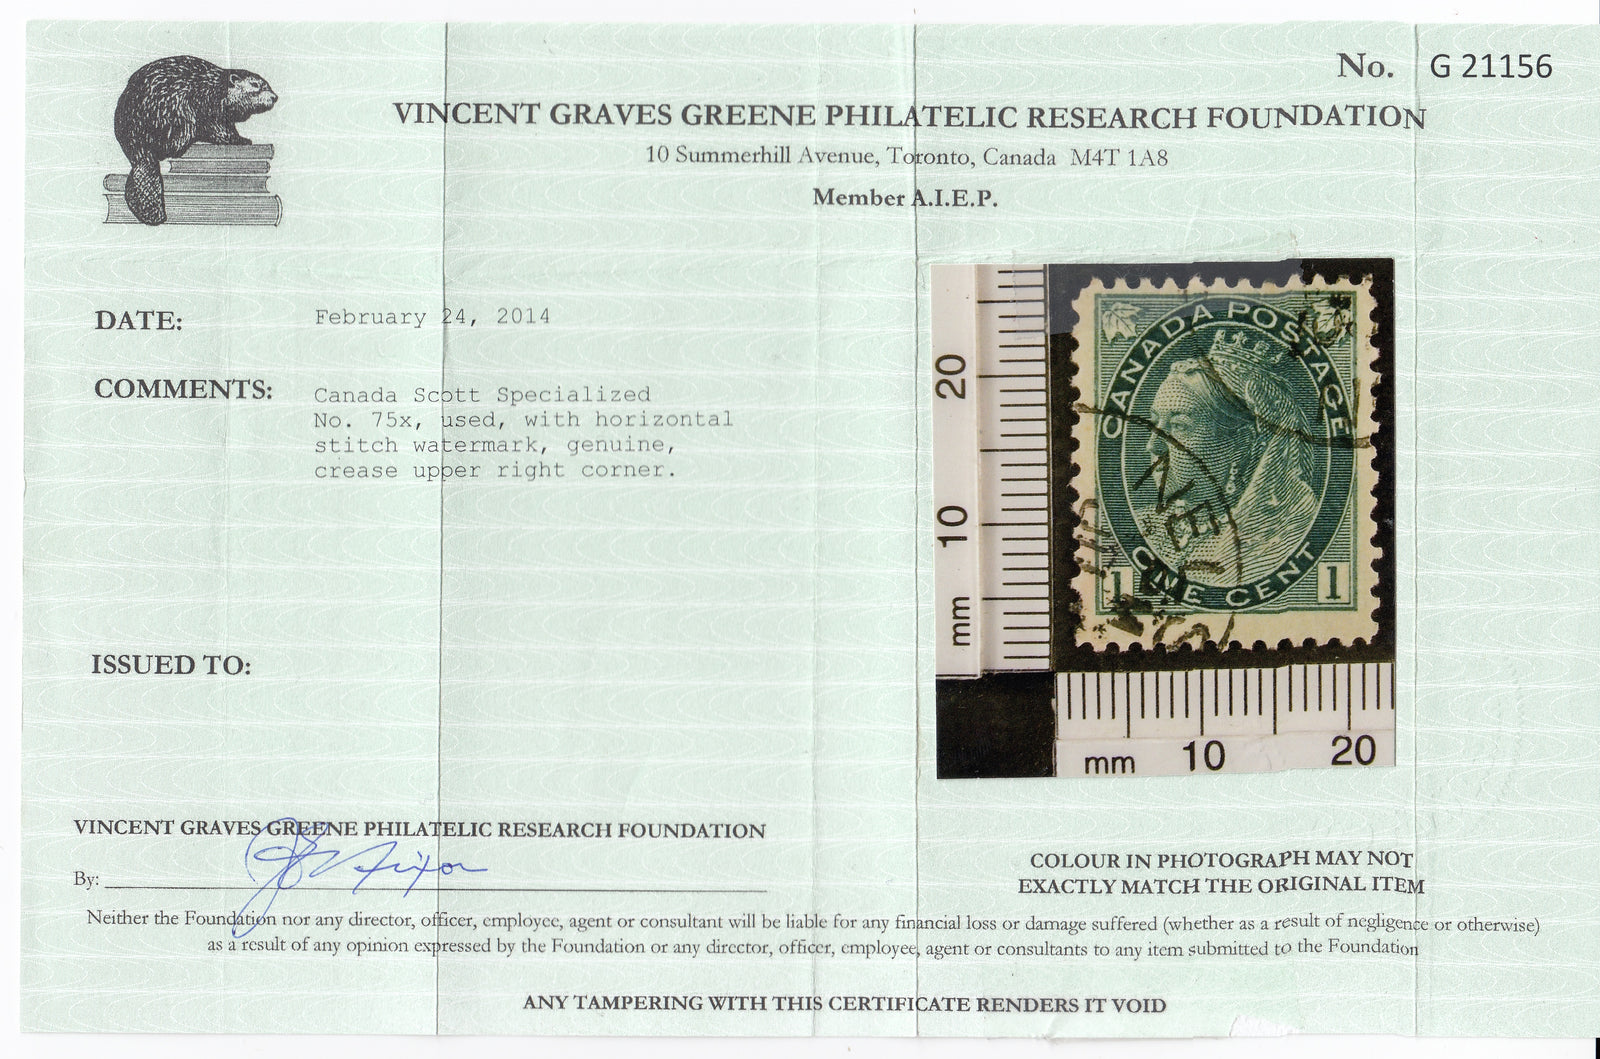 No. G 21156
VINCENT GRAVES GREENE PHILATELIC RESEARCH FOUNDATION
10 Summerhill Avenue, Toronto, Canada M4T 1A8
Member A.I.E.P.
DATE: February 24, 2014
COMMENTS: Canada Scott Specialized
No. 75x, used, with horizontal
stitch watermark, genuine,
crease upper right corner.
20
10
mm
CANADA POSTAGE
ONE CENT
1 1
mm 10 20
ISSUED TO:
VINCENT GRAVES GREENE PHILATELIC RESEARCH FOUNDATION
By:
COLOUR IN PHOTOGRAPH MAY NOT
EXACTLY MATCH THE ORIGINAL ITEM
Neither the Foundation nor any director, officer, employee, agent or consultant will be liable for any financial loss or damage suffered (whether as a result of negligence or otherwise)
as a result of any opinion expressed by the Foundation or any director, officer, employee, agent or consultants to any item submitted to the Foundation
ANY TAMPERING WITH THIS CERTIFICATE RENDERS IT VOID